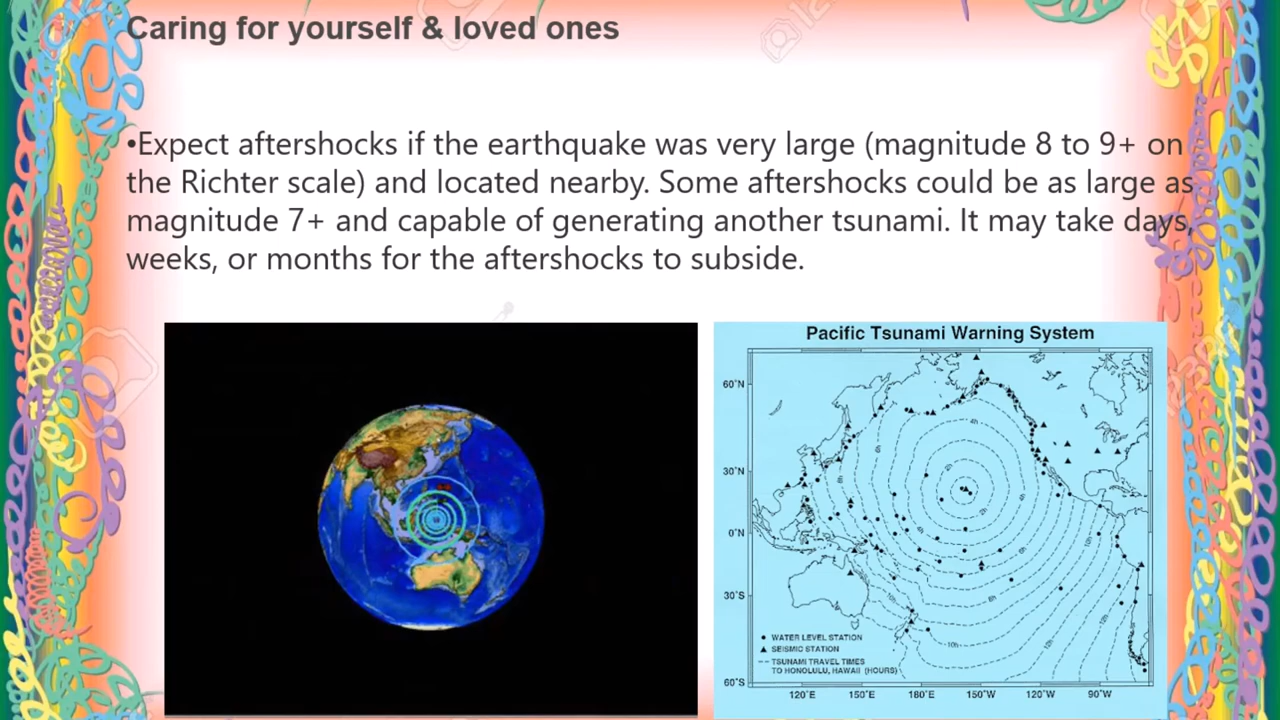 Caring for yourself & loved ones
•Expect aftershocks if the earthquake was very large (magnitude 8 to 9+ on
the Richter scale) and located nearby. Some aftershocks could be as large as
magnitude 7+ and capable of generating another tsunami. It may take days,
weeks, or months for the aftershocks to subside.
Pacific Tsunami Warning System
60°N
30°N
0°N
30°S
60°S
WATER LEVEL STATION
SEISMIC STATION
TSUNAMI TRAVEL TIMES
TO HONOLULU, HAWAII (HOURS)
120°E 150°E 180°E 150°W 120°W 90°W